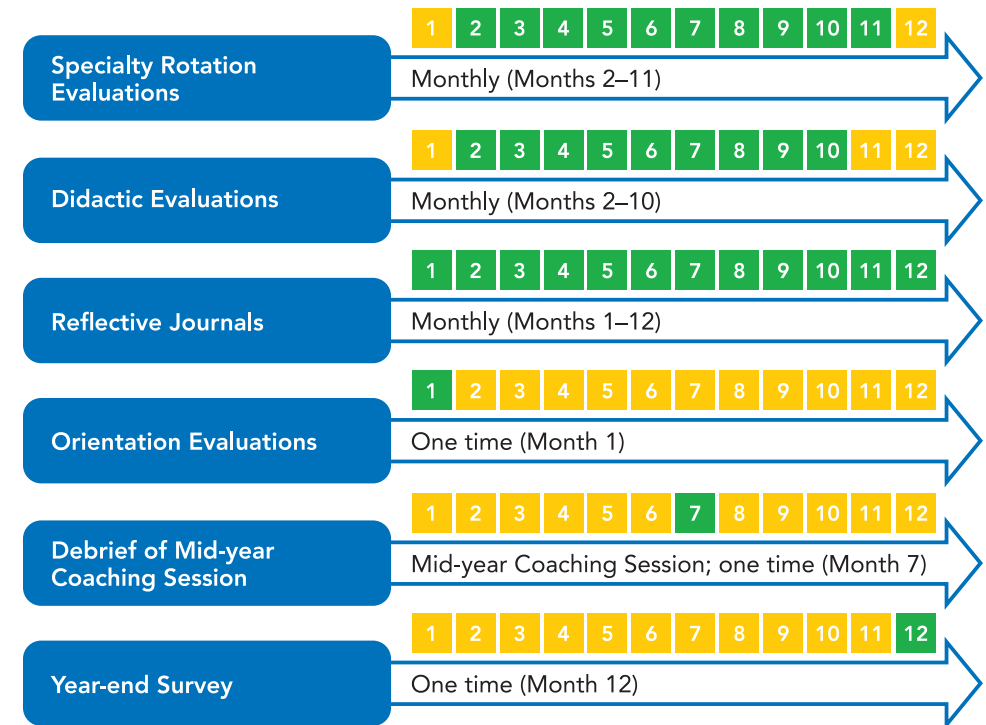 1 2 3 4 5 6 7 8 9 10 11 12
Specialty Rotation
Evaluations
Monthly (Months 2–11)
1 2 3 4 5 6 7 8 9 10 11 12
Didactic Evaluations
Monthly (Months 2–10)
1 2 3 4 5 6 7 8 9 10 11 12
Reflective Journals
Monthly (Months 1–12)
1 2 3 4 5 6 7 8 9 10 11 12
Orientation Evaluations
One time (Month 1)
1 2 3 4 5 6 7 8 9 10 11 12
Debrief of Mid-year
Coaching Session
Mid-year Coaching Session; one time (Month 7)
1 2 3 4 5 6 7 8 9 10 11 12
Year-end Survey
One time (Month 12)